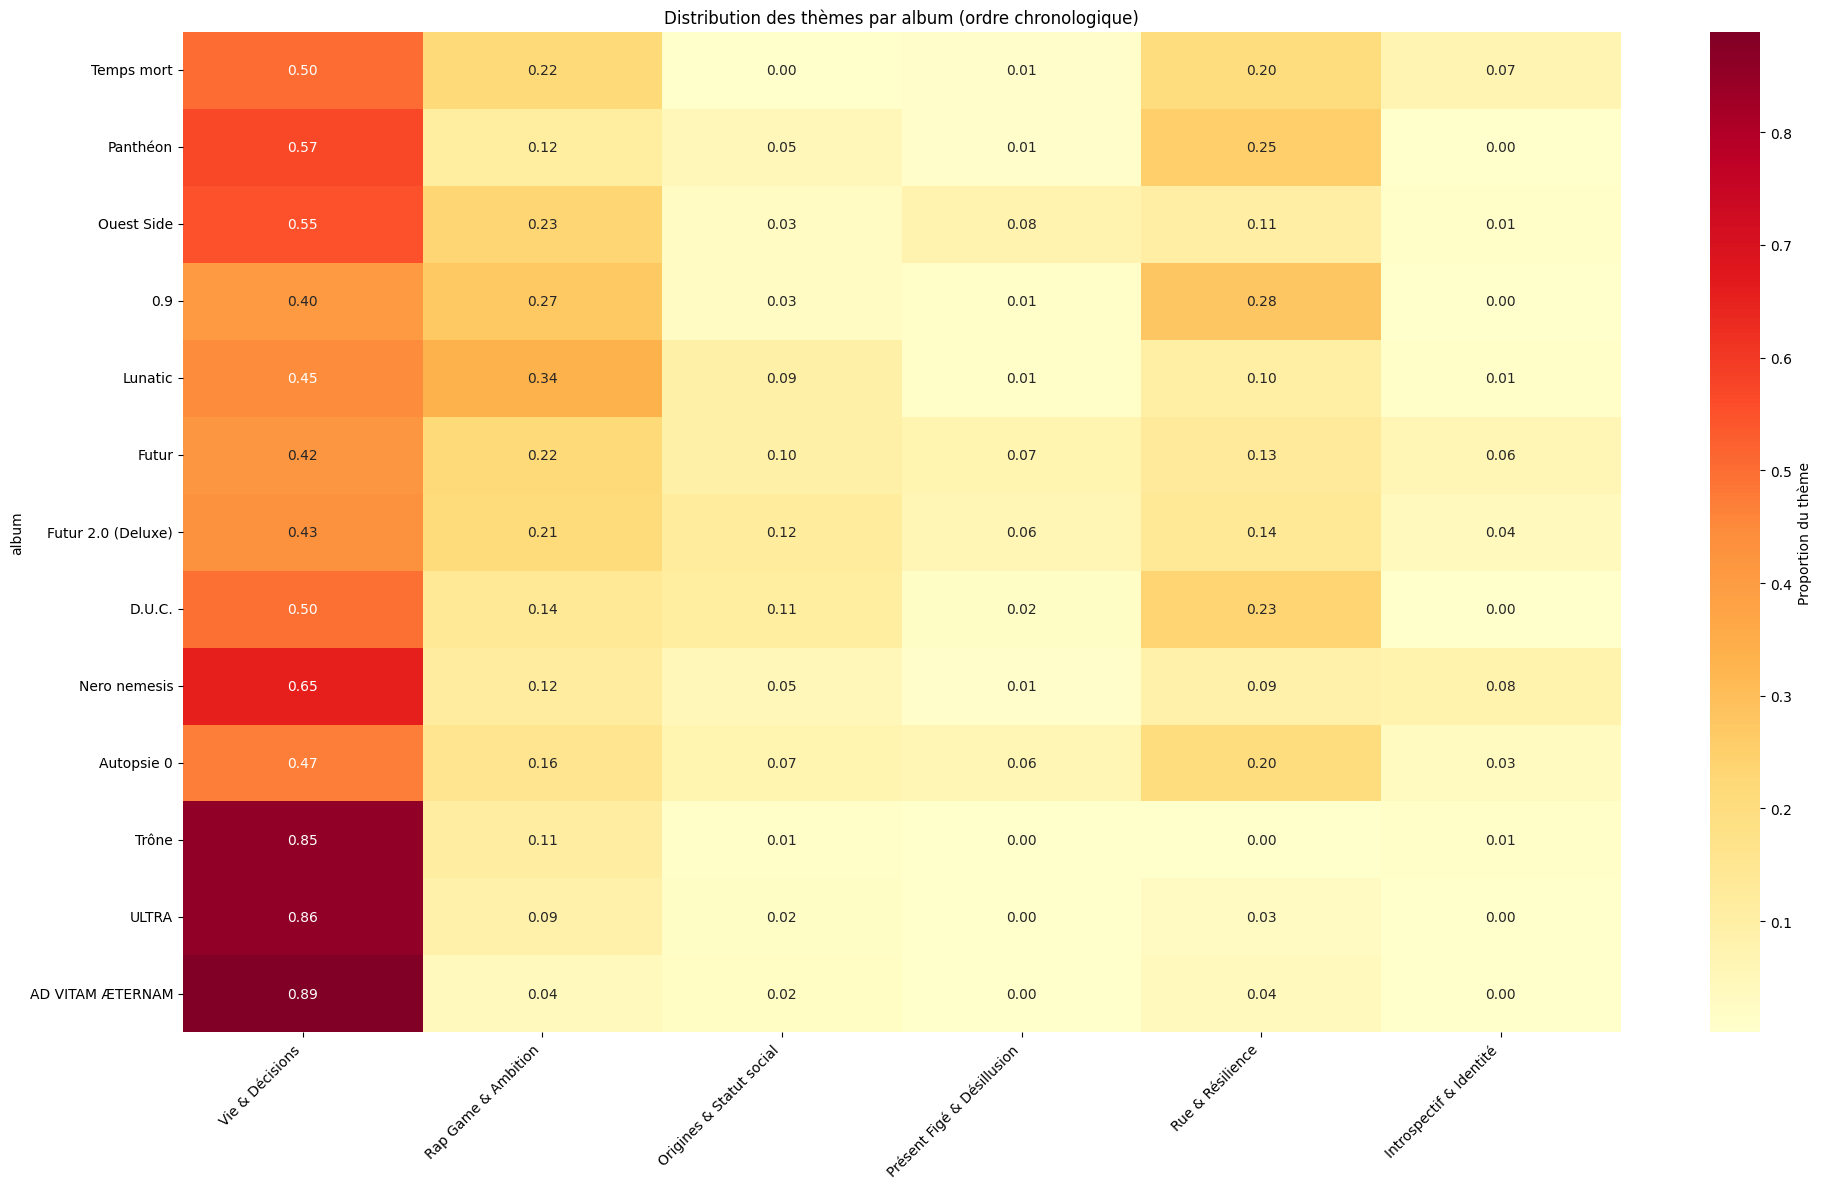 Distribution des thèmes par album (ordre chronologique)
album
Temps mort 0.50 0.22 0.00 0.01 0.20 0.07
Panthéon 0.57 0.12 0.05 0.01 0.25 0.00
Ouest Side 0.55 0.23 0.03 0.08 0.11 0.01
0.9 0.40 0.27 0.03 0.01 0.28 0.00
Lunatic 0.45 0.34 0.09 0.01 0.10 0.01
Futur 0.42 0.22 0.10 0.07 0.13 0.06
Futur 2.0 (Deluxe) 0.43 0.21 0.12 0.06 0.14 0.04
D.U.C. 0.50 0.14 0.11 0.02 0.23 0.00
Nero nemesis 0.65 0.12 0.05 0.01 0.09 0.08
Autopsie 0 0.47 0.16 0.07 0.06 0.20 0.03
Trône 0.85 0.11 0.01 0.00 0.00 0.01
ULTRA 0.86 0.09 0.02 0.00 0.03 0.00
AD VITAM ÆTERNAM 0.89 0.04 0.02 0.00 0.04 0.00
Vie & Décisions
Rap Game & Ambition
Origines & Statut social
Présent Figé & Désillusion
Rue & Résilience
Introspectif & Identité
0.8
0.7
0.6
0.5
0.4
0.3
0.2
0.1
Proportion du thème